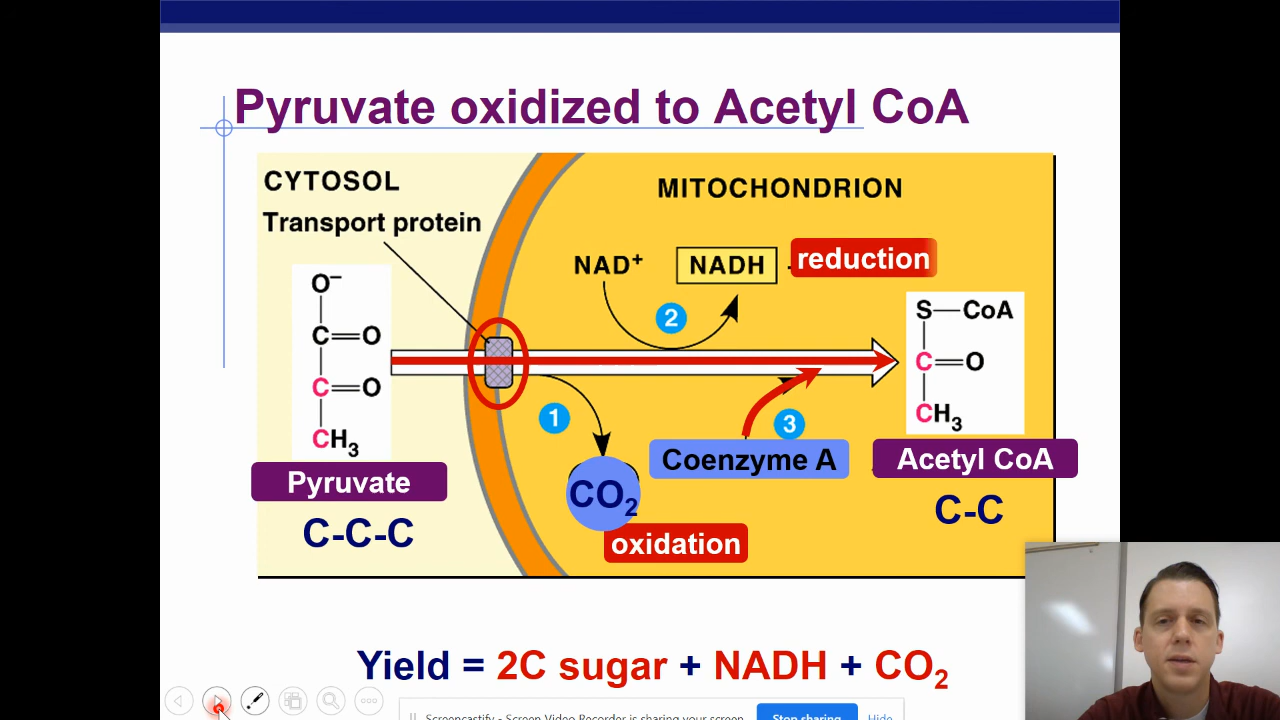 Pyruvate oxidized to Acetyl CoA
CYTOSOL
Transport protein
MITOCHONDRION
NAD⁺
NADH
reduction
O⁻
C=O
C=O
CH₃
S—CoA
C=O
CH₃
1
2
3
Pyruvate
C-C-C
CO₂
oxidation
Coenzyme A
Acetyl CoA
C-C
Yield = 2C sugar + NADH + CO₂
Screencastify - Screen Video Recorder is sharing your screen.
Stop sharing
Hide